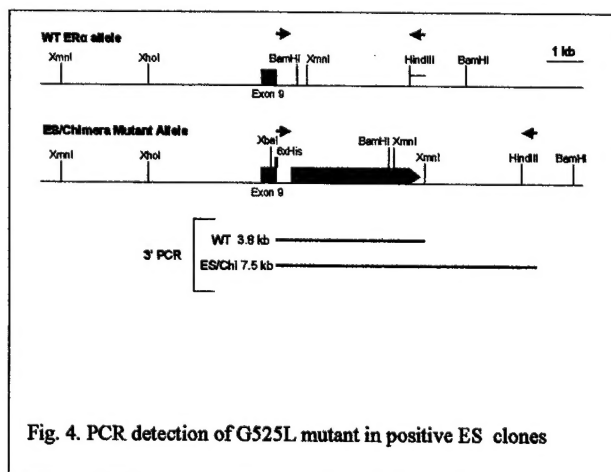 WT ERα allele
XmnI XhoI BamHI XmnI HindIII BamHI 1 kb
Exon 9
ES/Chimera Mutant Allele
XmnI XhoI XbaI 6xHis BamHI XmnI XmnI HindIII BamHI
Exon 9
3' PCR
WT 3.8 kb
ES/Chi 7.5 kb
Fig. 4. PCR detection of G525L mutant in positive ES clones